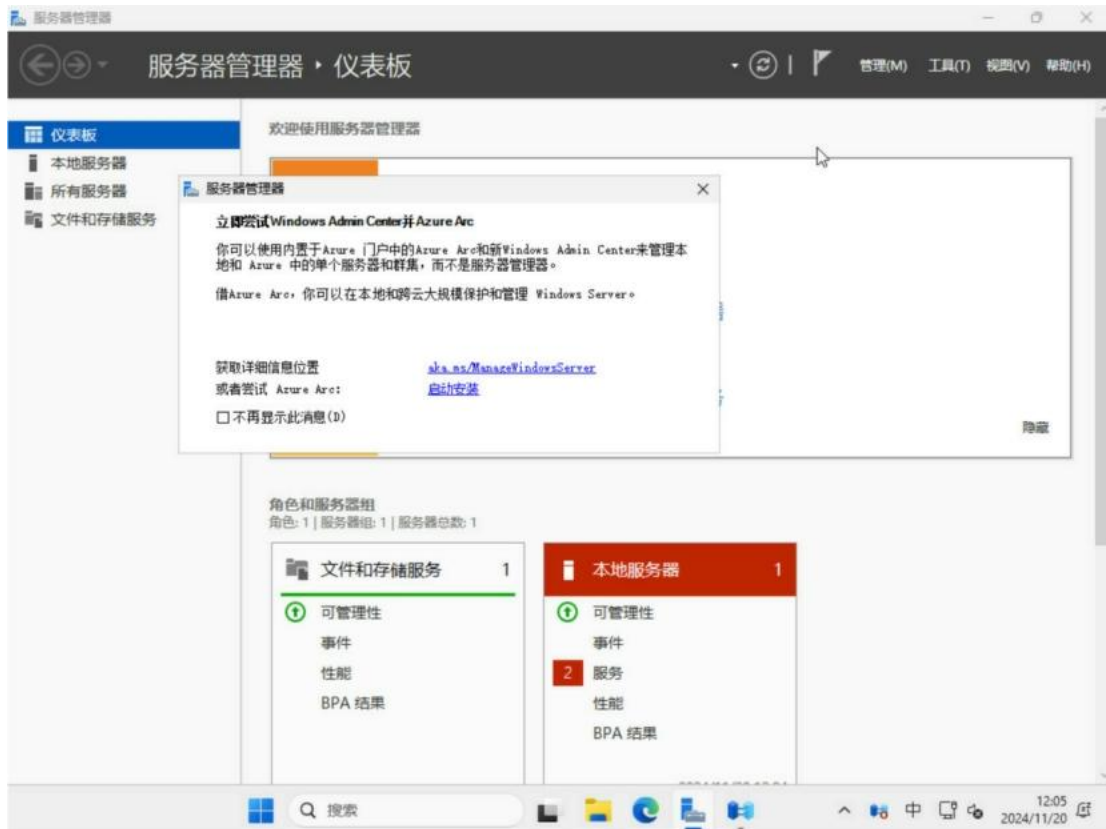 服务器管理器
服务器管理器 · 仪表板
管理(M) 工具(T) 视图(V) 帮助(H)
仪表板
本地服务器
所有服务器
文件和存储服务
欢迎使用服务器管理器
服务器管理器
立即尝试Windows Admin Center并Azure Arc
你可以使用内置于Azure 门户中的Azure Arc和新Windows Admin Center来管理本
地和 Azure 中的单个服务器和群集，而不是服务器管理器。
借Azure Arc，你可以在本地和跨云大规模保护和管理 Windows Server。
获取详细信息位置 aka.ms/ManageWindowsServer
或者尝试 Azure Arc: 启动安装
不再显示此消息(D)
隐藏
角色和服务器组
角色: 1 | 服务器组: 1 | 服务器总数: 1
文件和存储服务 1
可管理性
事件
性能
BPA 结果
本地服务器 1
可管理性
事件
2 服务
性能
BPA 结果
搜索
中
12:05
2024/11/20